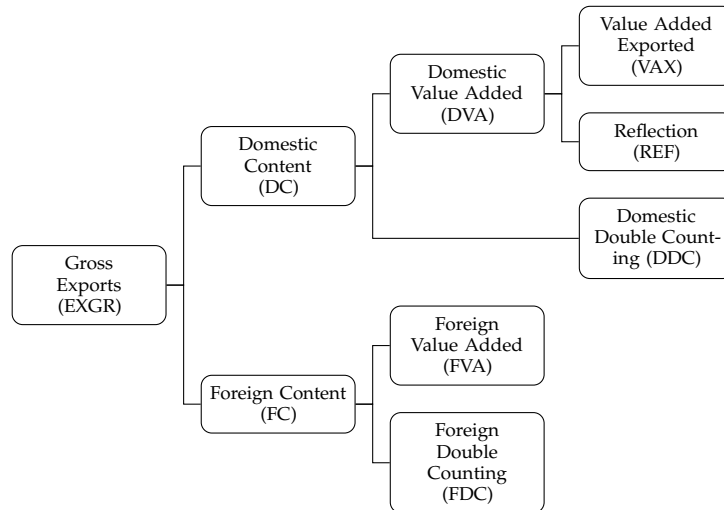 Value Added
Exported
(VAX)
Domestic
Value Added
(DVA)
Reflection
(REF)
Domestic
Content
(DC)
Domestic
Double Count-
ing (DDC)
Gross
Exports
(EXGR)
Foreign
Value Added
(FVA)
Foreign Content
(FC)
Foreign
Double
Counting
(FDC)